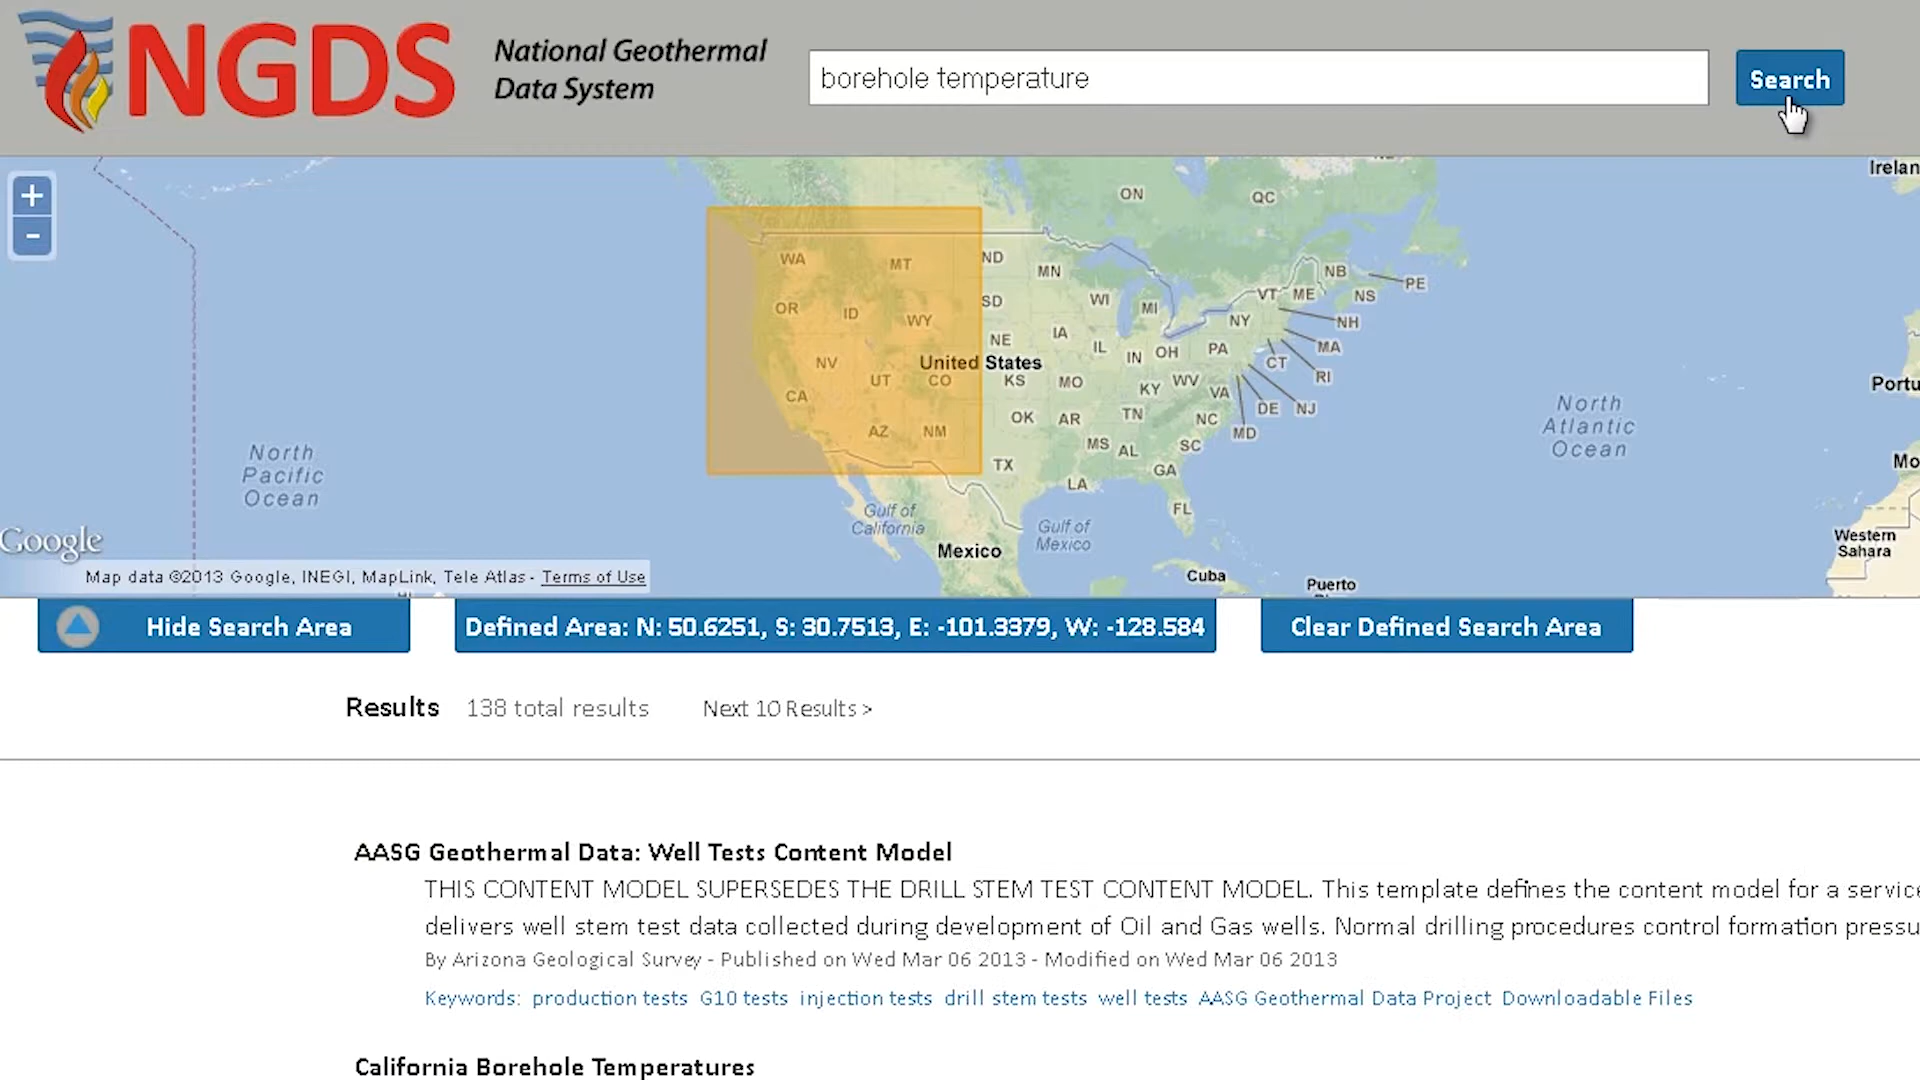 NGDS
National Geothermal
Data System
borehole temperature
Search
+
-
Irelan
ON
QC
WA
MT
ND
MN
NB
PE
OR
ID
WY
SD
WI
MI
VT
ME
NS
NY
NH
NE
IA
IL
IN
OH
PA
MA
NV
United States
CT
UT
CO
KS
MO
KY
WV
VA
RI
CA
Portu
AZ
NM
OK
AR
TN
NC
DE
NJ
MD
MS
AL
SC
TX
GA
LA
FL
North
Pacific
Ocean
North
Atlantic
Ocean
Mo
Gulf of
California
Gulf of
Mexico
Mexico
Cuba
Puerto
Western
Sahara
Google
Map data ©2013 Google, INEGI, MapLink, Tele Atlas - Terms of Use
Hide Search Area
Defined Area: N: 50.6251, S: 30.7513, E: -101.3379, W: -128.584
Clear Defined Search Area
Results 138 total results Next 10 Results >
AASG Geothermal Data: Well Tests Content Model
THIS CONTENT MODEL SUPERSEDES THE DRILL STEM TEST CONTENT MODEL. This template defines the content model for a service
delivers well stem test data collected during development of Oil and Gas wells. Normal drilling procedures control formation pressu
By Arizona Geological Survey - Published on Wed Mar 06 2013 - Modified on Wed Mar 06 2013
Keywords: production tests G10 tests injection tests drill stem tests well tests AASG Geothermal Data Project Downloadable Files
California Borehole Temperatures